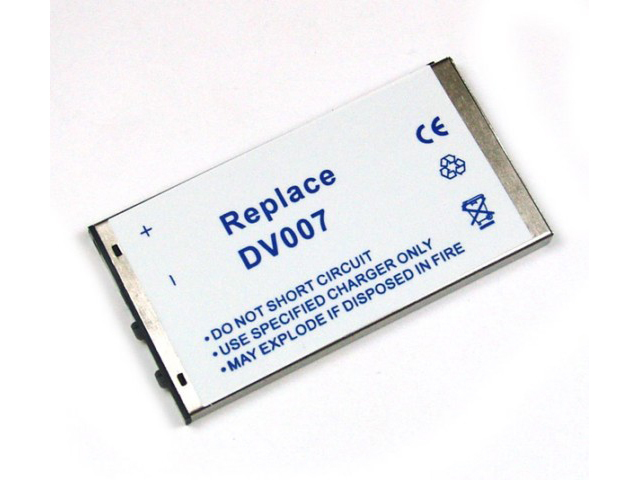 Replace
DV007
CE
+
-
•DO NOT SHORT CIRCUIT
•USE SPECIFIED CHARGER ONLY
•MAY EXPLODE IF DISPOSED IN FIRE